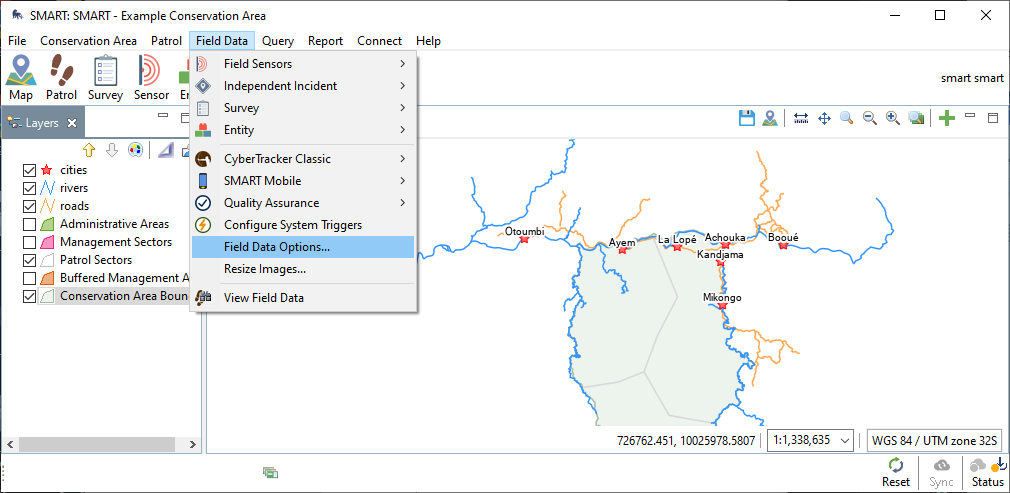 SMART: SMART - Example Conservation Area
File Conservation Area Patrol Field Data Query Report Connect Help
Map Patrol Survey Sensor
smart smart
Field Sensors
Independent Incident
Survey
Entity
CyberTracker Classic
SMART Mobile
Quality Assurance
Configure System Triggers
Field Data Options...
Resize Images...
View Field Data
Layers
cities
rivers
roads
Administrative Areas
Management Sectors
Patrol Sectors
Buffered Management A
Conservation Area Boun
Otoumbi
Ayem
La Lopé
Achouka
Booué
Kandjama
Mikongo
726762.451, 10025978.5807
1:1,338,635
WGS 84 / UTM zone 32S
Reset Sync Status